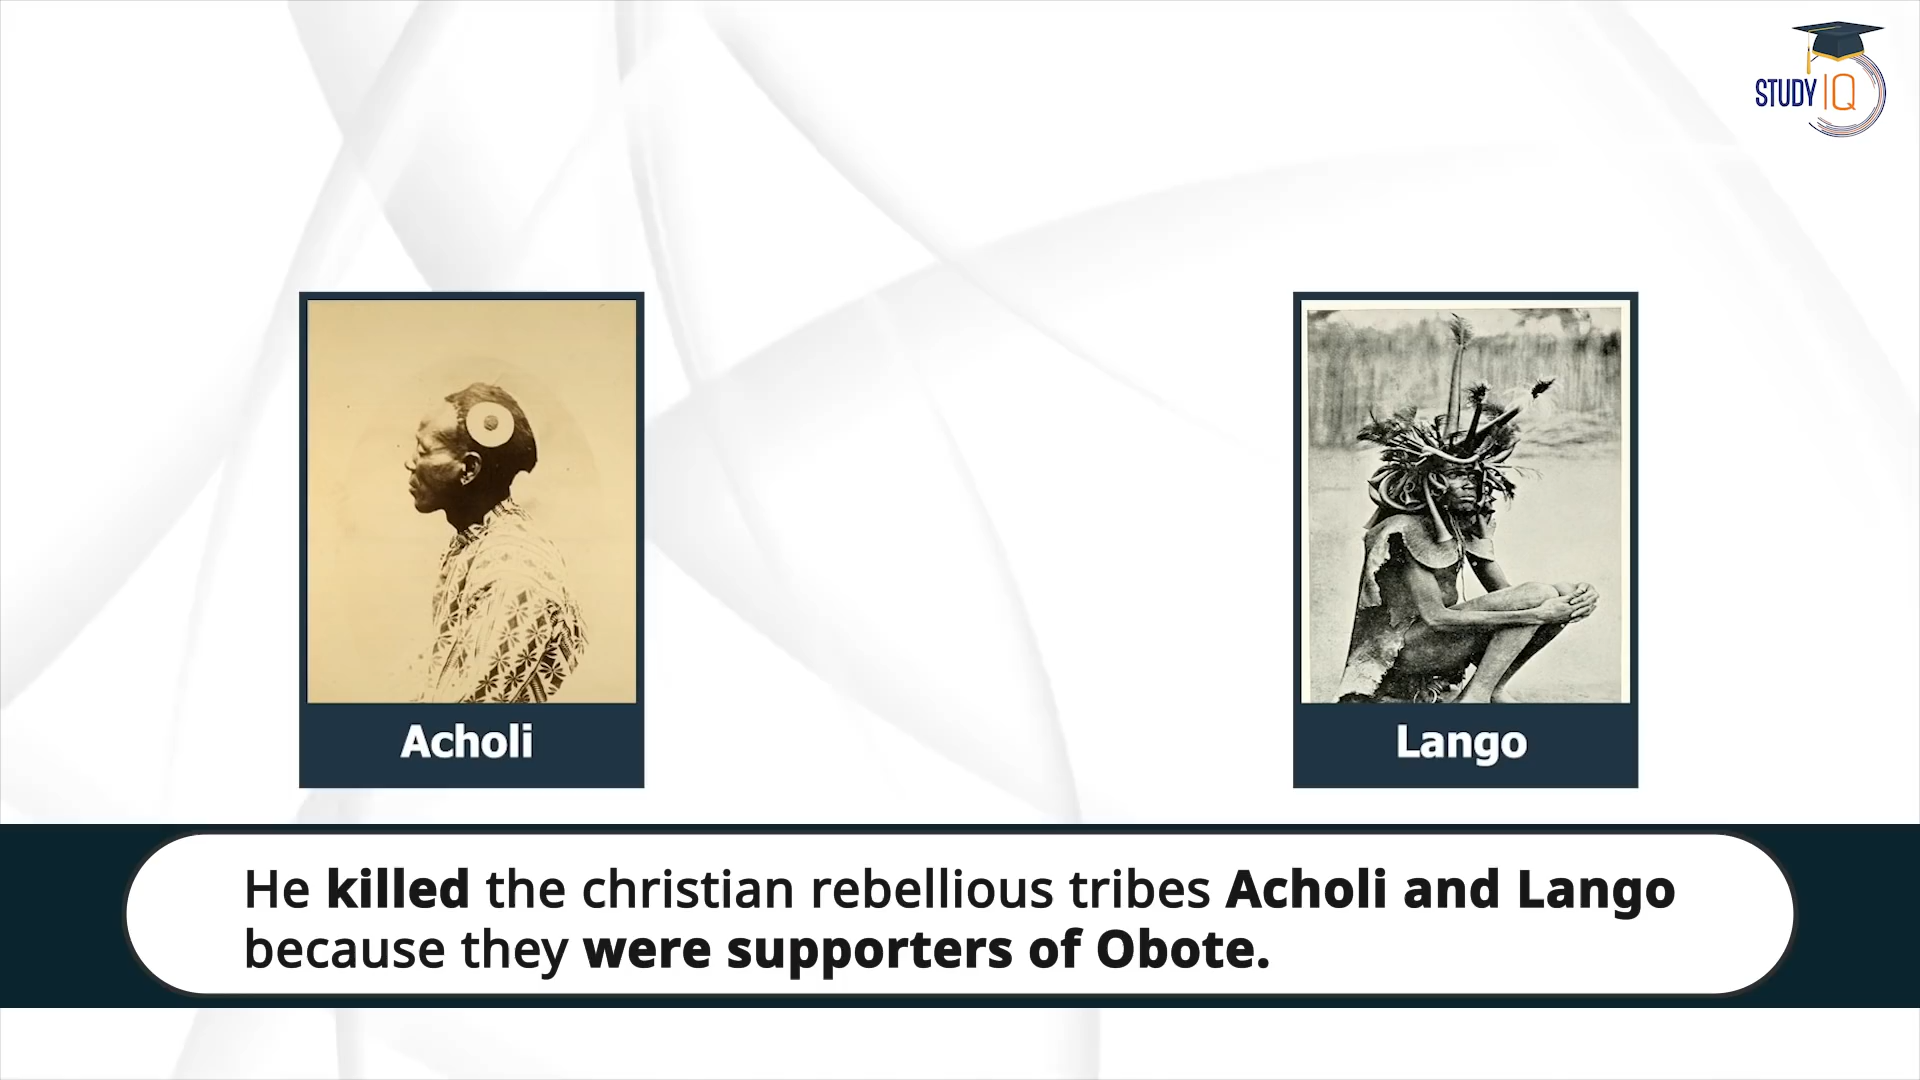 STUDY IQ
Acholi
Lango
He killed the christian rebellious tribes Acholi and Lango
because they were supporters of Obote.